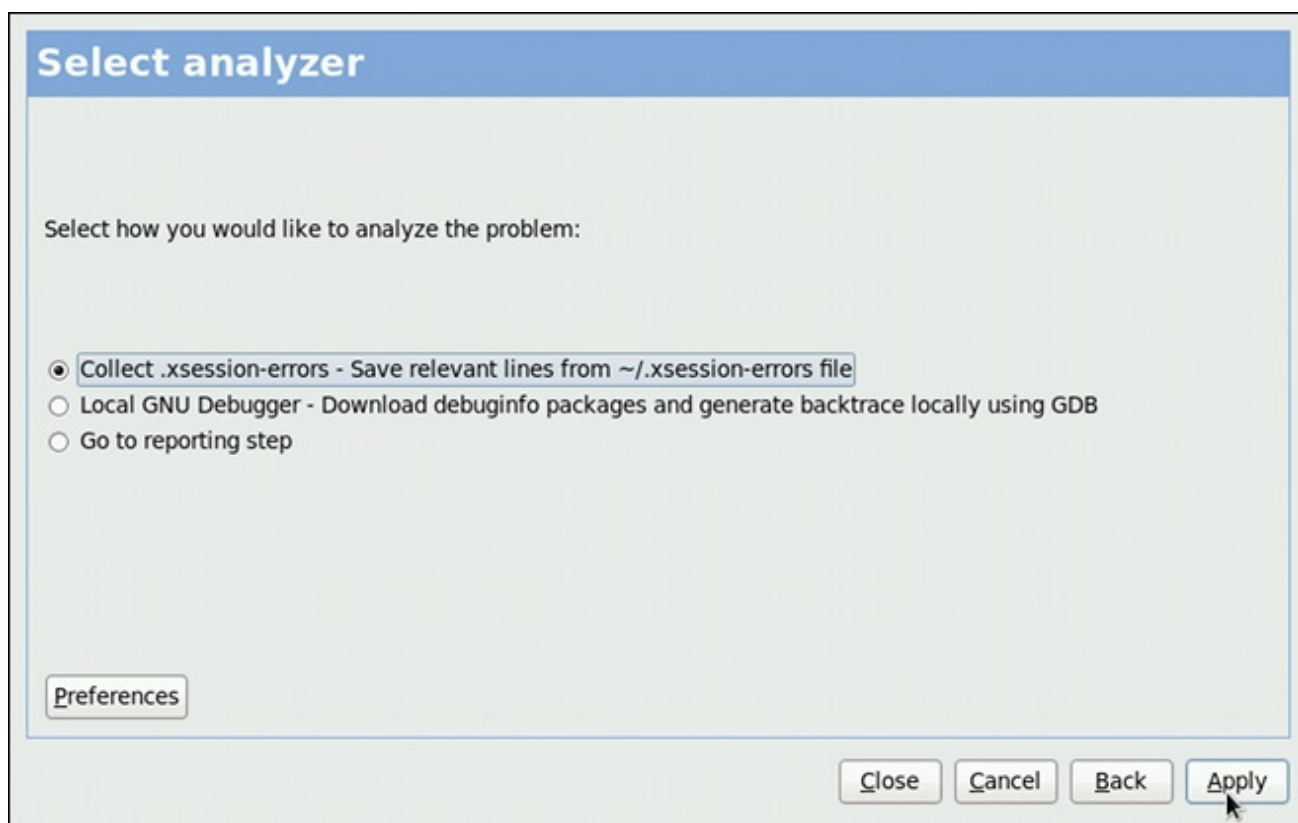 Select analyzer
Select how you would like to analyze the problem:
Collect .xsession-errors - Save relevant lines from ~/.xsession-errors file
Local GNU Debugger - Download debuginfo packages and generate backtrace locally using GDB
Go to reporting step
Preferences
Close Cancel Back Apply